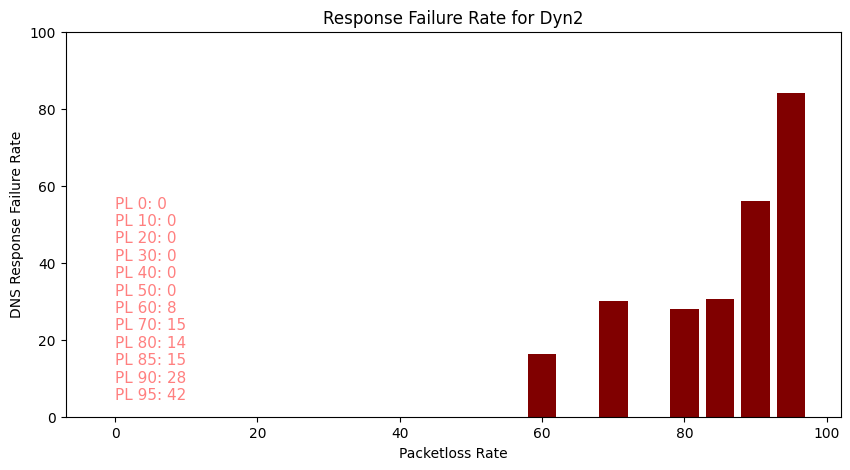 Response Failure Rate for Dyn2
100
80
60
40
20
0
DNS Response Failure Rate
PL 0: 0
PL 10: 0
PL 20: 0
PL 30: 0
PL 40: 0
PL 50: 0
PL 60: 8
PL 70: 15
PL 80: 14
PL 85: 15
PL 90: 28
PL 95: 42
0 20 40 60 80 100
Packetloss Rate